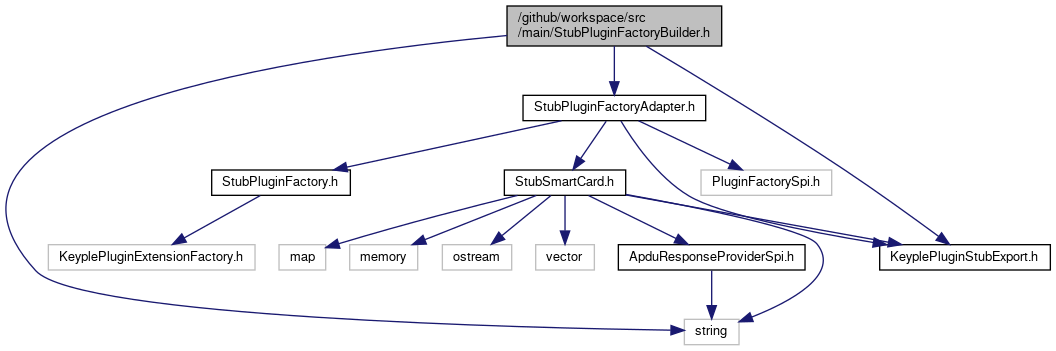 /github/workspace/src
/main/StubPluginFactoryBuilder.h
StubPluginFactoryAdapter.h
StubPluginFactory.h
StubSmartCard.h
PluginFactorySpi.h
KeyplePluginExtensionFactory.h
map
memory
ostream
vector
ApduResponseProviderSpi.h
KeyplePluginStubExport.h
string